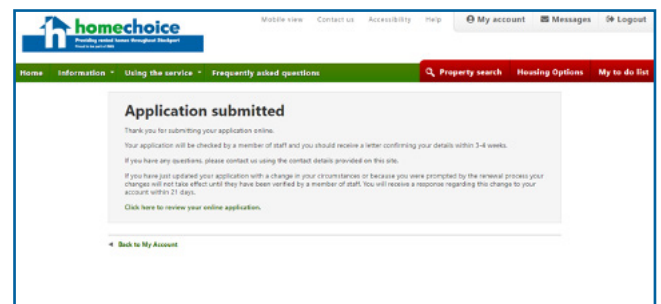 Mobile view Contact us Accessibility Help My account Messages Logout
homechoice
Providing rented homes throughout Stockport
Home Information Using the service Frequently asked questions Property search Housing Options My to do list
Application submitted
Thank you for submitting your application online.
Your application will be checked by a member of staff and you should receive a letter confirming your details within 3-4 weeks.
If you have any questions, please contact us using the contact details provided on this site.
If you have just updated your application with a change in your circumstances or because you were prompted by the renewal process your
changes will not take effect until they have been verified by a member of staff. You will receive a response regarding this change to your
account within 21 days.
Click here to review your online application.
Back to My Account